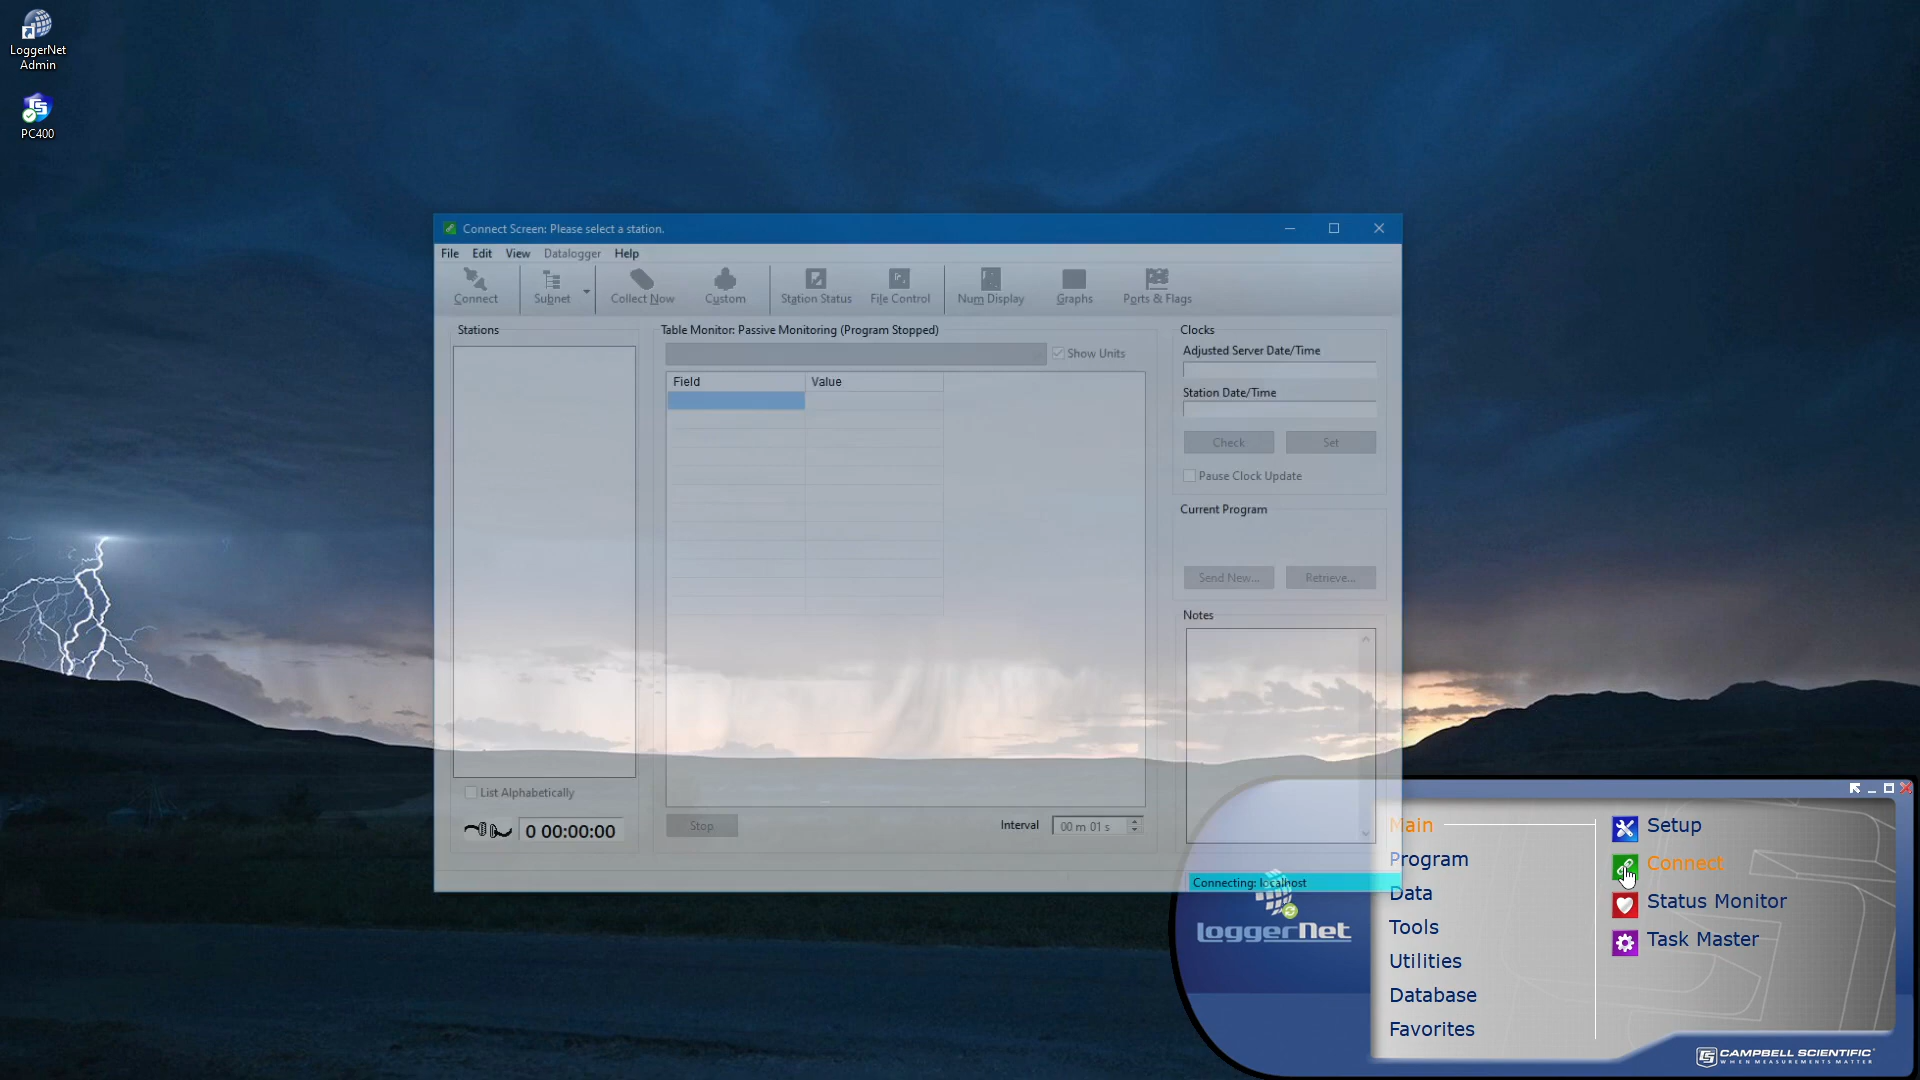 LoggerNet
Admin
PC400
Connect Screen: Please select a station.
File Edit View Datalogger Help
Connect Subnet Collect Now Custom Station Status File Control Num Display Graphs Ports & Flags
Stations
Table Monitor: Passive Monitoring (Program Stopped)
Show Units
Field Value
Clocks
Adjusted Server Date/Time
Station Date/Time
Check Set
Pause Clock Update
Current Program
Send New... Retrieve...
Notes
List Alphabetically
0 00:00:00
Stop
Interval 00 m 01 s
Connecting: localhost
LoggerNet
Main
Program
Data
Tools
Utilities
Database
Favorites
Setup
Connect
Status Monitor
Task Master
CAMPBELL SCIENTIFIC
WHEN MEASUREMENTS MATTER